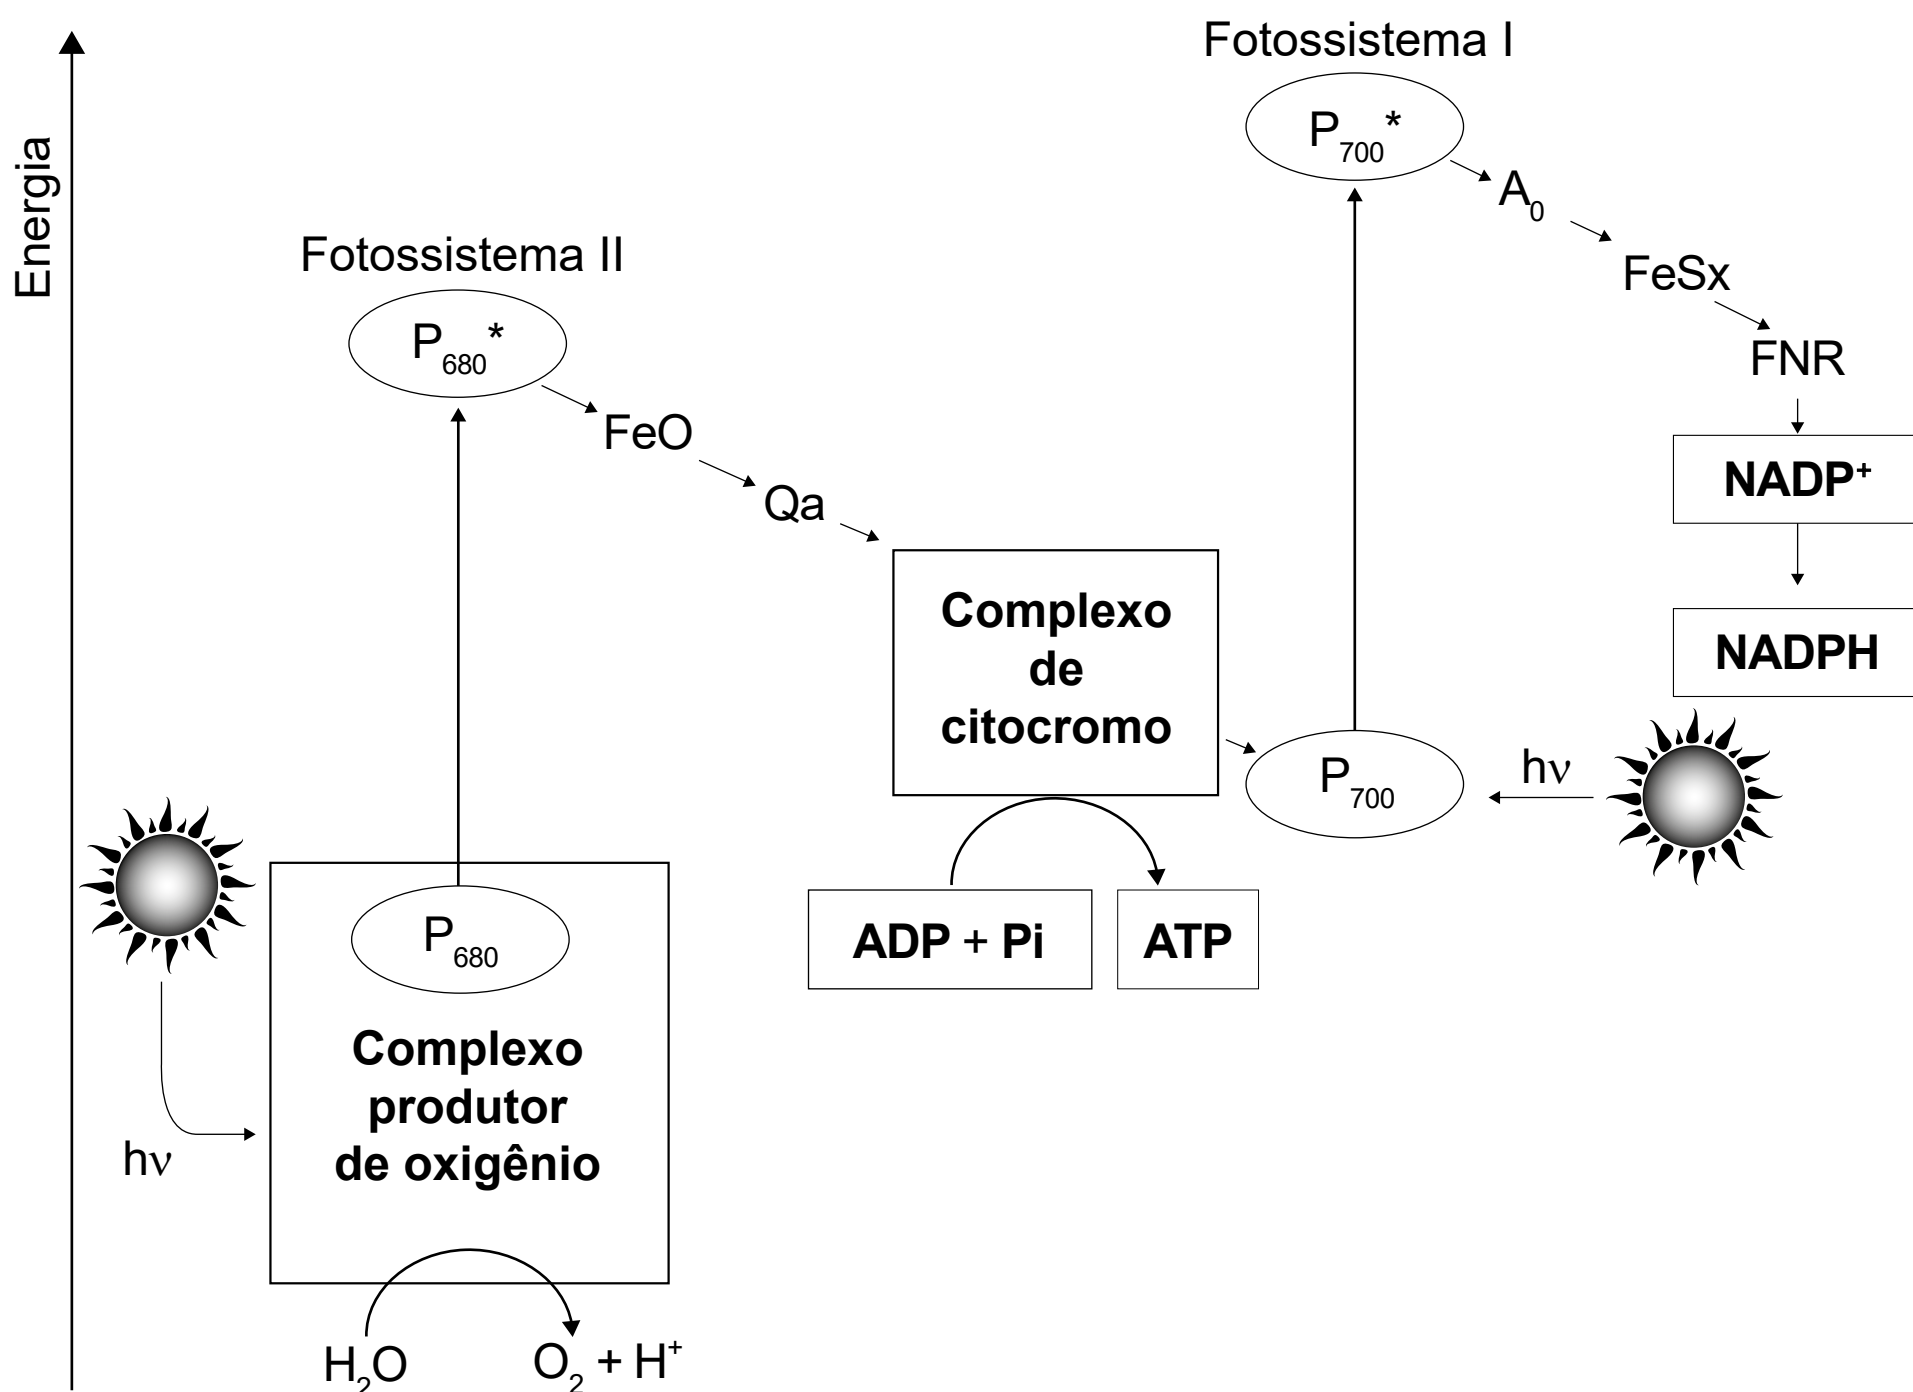 Energia
Fotossistema I
P700*
A0
FeSx
FNR
NADP+
NADPH
Fotossistema II
P680*
FeO
Qa
Complexo
de
citocromo
P700
hν
ADP + Pi
ATP
P680
Complexo
produtor
de oxigênio
hν
H2O
O2 + H+